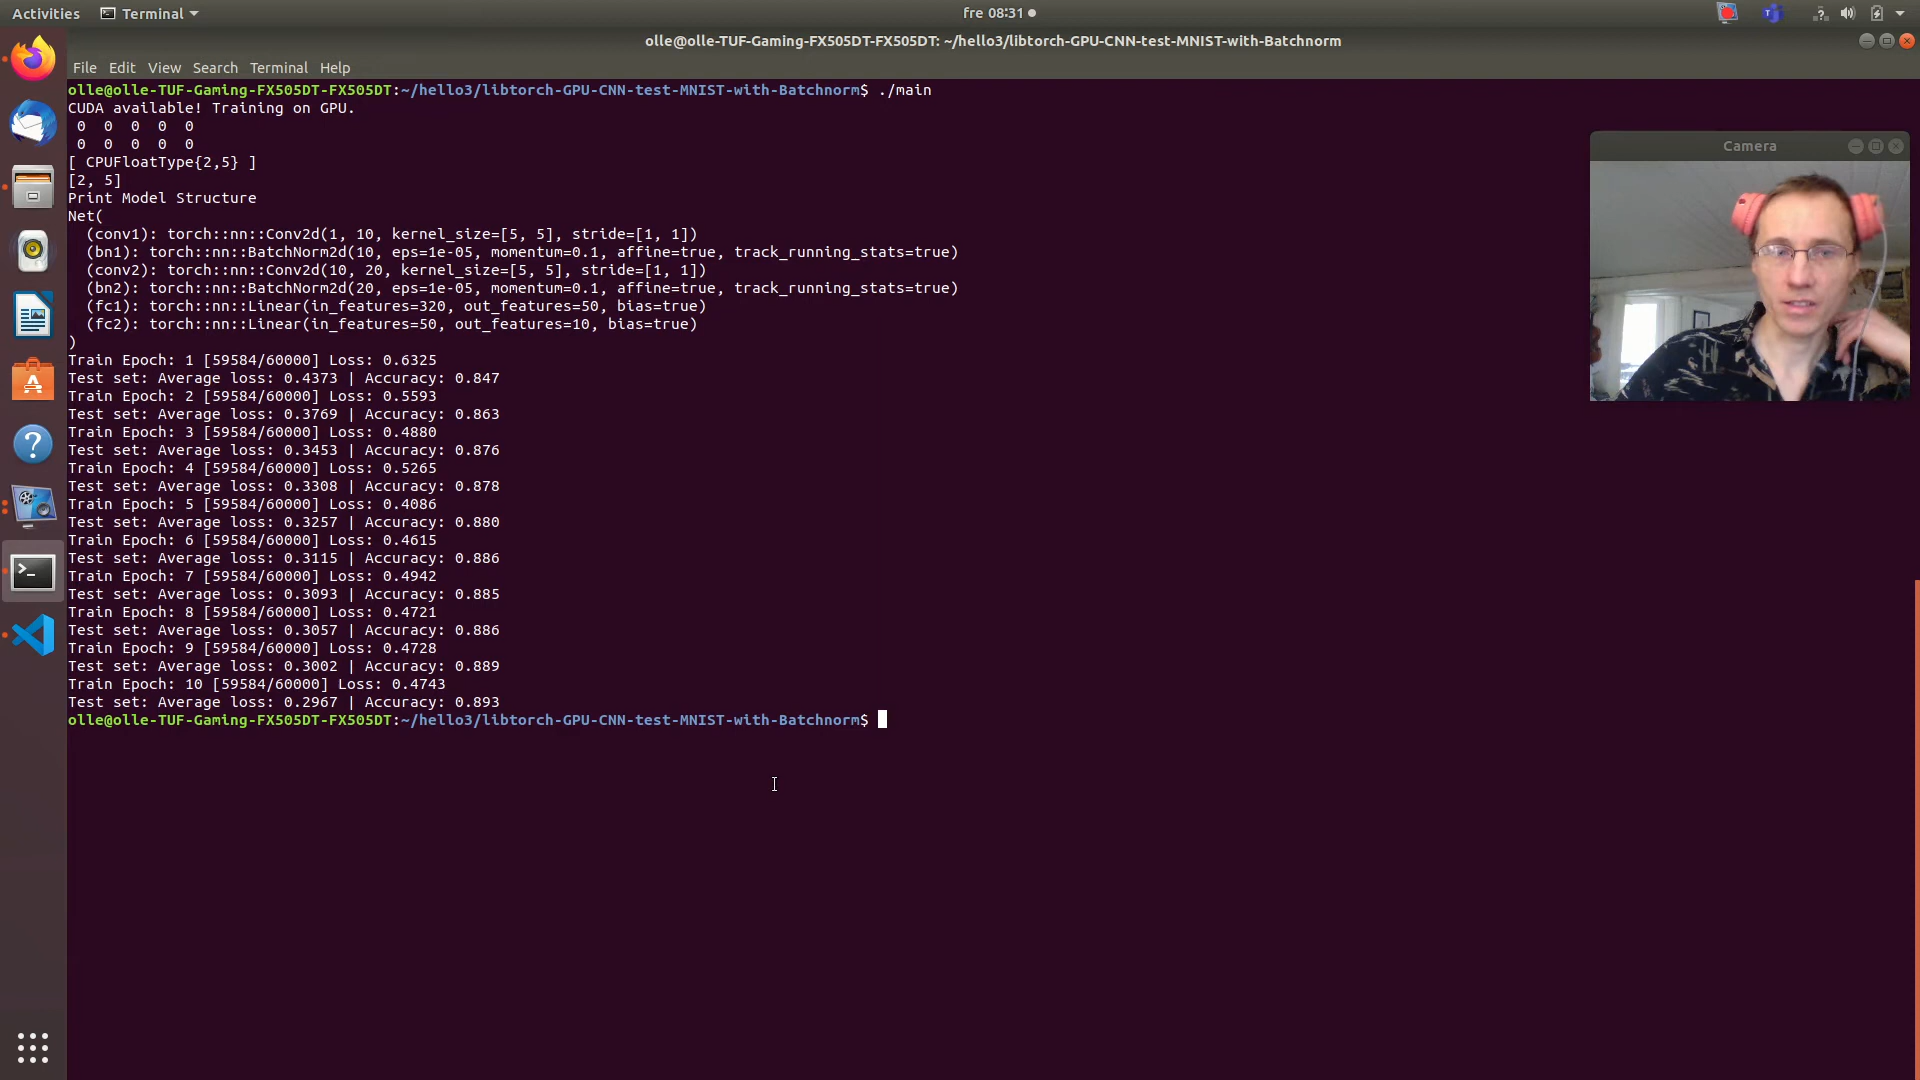 Activities
Terminal
fre 08:31
olle@olle-TUF-Gaming-FX505DT-FX505DT: ~/hello3/libtorch-GPU-CNN-test-MNIST-with-Batchnorm
File Edit View Search Terminal Help
olle@olle-TUF-Gaming-FX505DT-FX505DT:~/hello3/libtorch-GPU-CNN-test-MNIST-with-Batchnorm$ ./main
CUDA available! Training on GPU.
0 0 0 0 0
0 0 0 0 0
[ CPUFloatType{2,5} ]
[2, 5]
Print Model Structure
Net(
(conv1): torch::nn::Conv2d(1, 10, kernel_size=[5, 5], stride=[1, 1])
(bn1): torch::nn::BatchNorm2d(10, eps=1e-05, momentum=0.1, affine=true, track_running_stats=true)
(conv2): torch::nn::Conv2d(10, 20, kernel_size=[5, 5], stride=[1, 1])
(bn2): torch::nn::BatchNorm2d(20, eps=1e-05, momentum=0.1, affine=true, track_running_stats=true)
(fc1): torch::nn::Linear(in_features=320, out_features=50, bias=true)
(fc2): torch::nn::Linear(in_features=50, out_features=10, bias=true)
)
Train Epoch: 1 [59584/60000] Loss: 0.6325
Test set: Average loss: 0.4373 | Accuracy: 0.847
Train Epoch: 2 [59584/60000] Loss: 0.5593
Test set: Average loss: 0.3769 | Accuracy: 0.863
Train Epoch: 3 [59584/60000] Loss: 0.4880
Test set: Average loss: 0.3453 | Accuracy: 0.876
Train Epoch: 4 [59584/60000] Loss: 0.5265
Test set: Average loss: 0.3308 | Accuracy: 0.878
Train Epoch: 5 [59584/60000] Loss: 0.4086
Test set: Average loss: 0.3257 | Accuracy: 0.880
Train Epoch: 6 [59584/60000] Loss: 0.4615
Test set: Average loss: 0.3115 | Accuracy: 0.886
Train Epoch: 7 [59584/60000] Loss: 0.4942
Test set: Average loss: 0.3093 | Accuracy: 0.885
Train Epoch: 8 [59584/60000] Loss: 0.4721
Test set: Average loss: 0.3057 | Accuracy: 0.886
Train Epoch: 9 [59584/60000] Loss: 0.4728
Test set: Average loss: 0.3002 | Accuracy: 0.889
Train Epoch: 10 [59584/60000] Loss: 0.4743
Test set: Average loss: 0.2967 | Accuracy: 0.893
olle@olle-TUF-Gaming-FX505DT-FX505DT:~/hello3/libtorch-GPU-CNN-test-MNIST-with-Batchnorm$
Camera